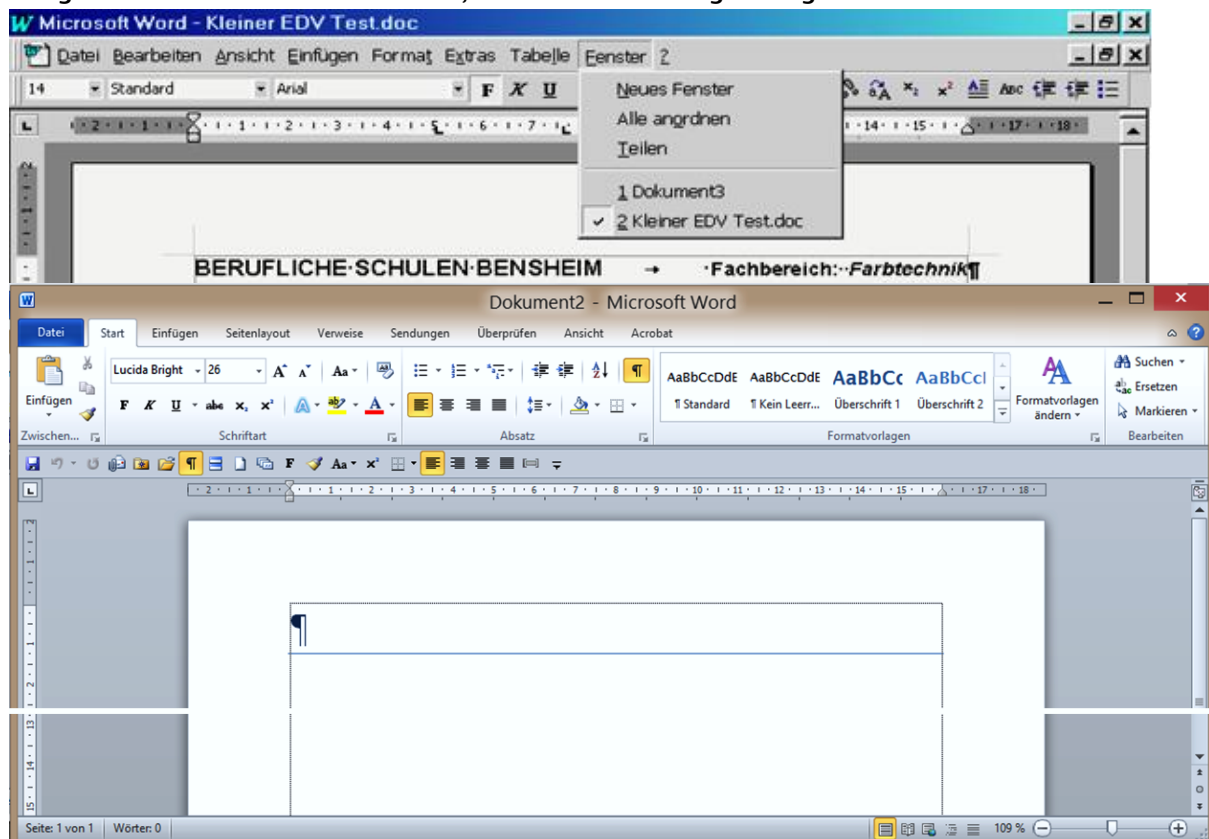 Microsoft Word - Kleiner EDV Test.doc
Datei Bearbeiten Ansicht Einfügen Format Extras Tabelle Fenster ?
14 Standard Arial F K U
Neues Fenster
Alle angrdnen
Teilen
1 Dokument3
2 Kleiner EDV Test.doc
BERUFLICHE·SCHULEN·BENSHEIM → ·Fachbereich:··Farbtechnik¶
Dokument2 - Microsoft Word
Datei Start Einfügen Seitenlayout Verweise Sendungen Überprüfen Ansicht Acrobat
Lucida Bright 26 Aa
Einfügen
F K U abc x₂ x²
AaBbCcDdE AaBbCcDdE AaBbCc AaBbCcl
¶ Standard ¶ Kein Leerr... Überschrift 1 Überschrift 2
Formatvorlagen ändern
Suchen
Ersetzen
Markieren
Zwischen... Schriftart Absatz Formatvorlagen Bearbeiten
¶
Seite: 1 von 1 Wörter: 0 109 %